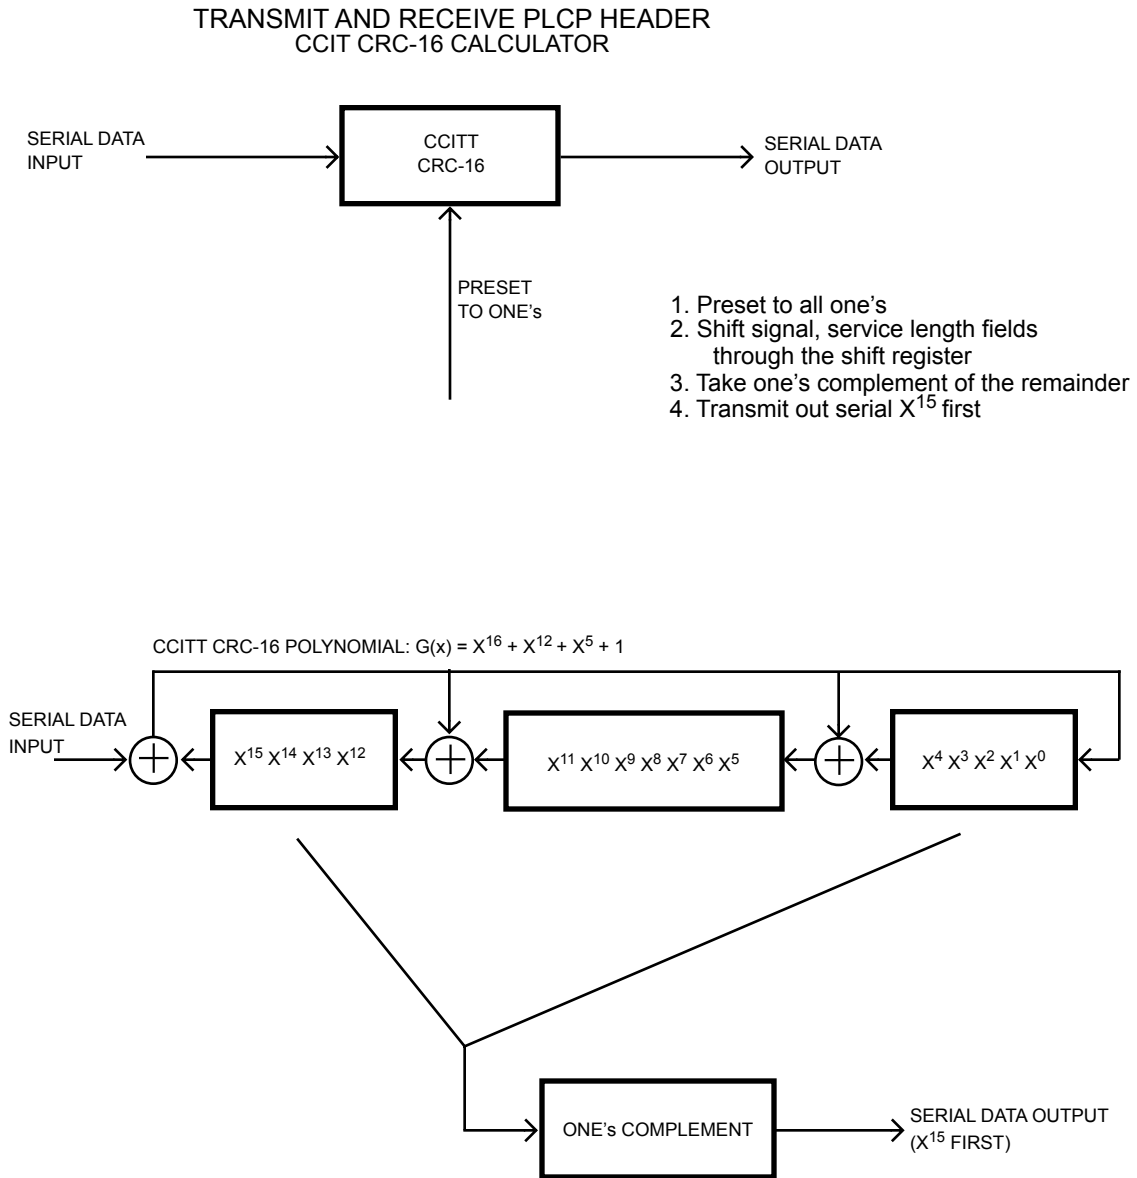 TRANSMIT AND RECEIVE PLCP HEADER
CCIT CRC-16 CALCULATOR
SERIAL DATA
INPUT
CCITT
CRC-16
SERIAL DATA
OUTPUT
PRESET
TO ONE's
1. Preset to all one's
2. Shift signal, service length fields
through the shift register
3. Take one's complement of the remainder
4. Transmit out serial X¹⁵ first
CCITT CRC-16 POLYNOMIAL: G(x) = X¹⁶ + X¹² + X⁵ + 1
SERIAL DATA
INPUT
X¹⁵ X¹⁴ X¹³ X¹²
X¹¹ X¹⁰ X⁹ X⁸ X⁷ X⁶ X⁵
X⁴ X³ X² X¹ X⁰
ONE's COMPLEMENT
SERIAL DATA OUTPUT
(X¹⁵ FIRST)